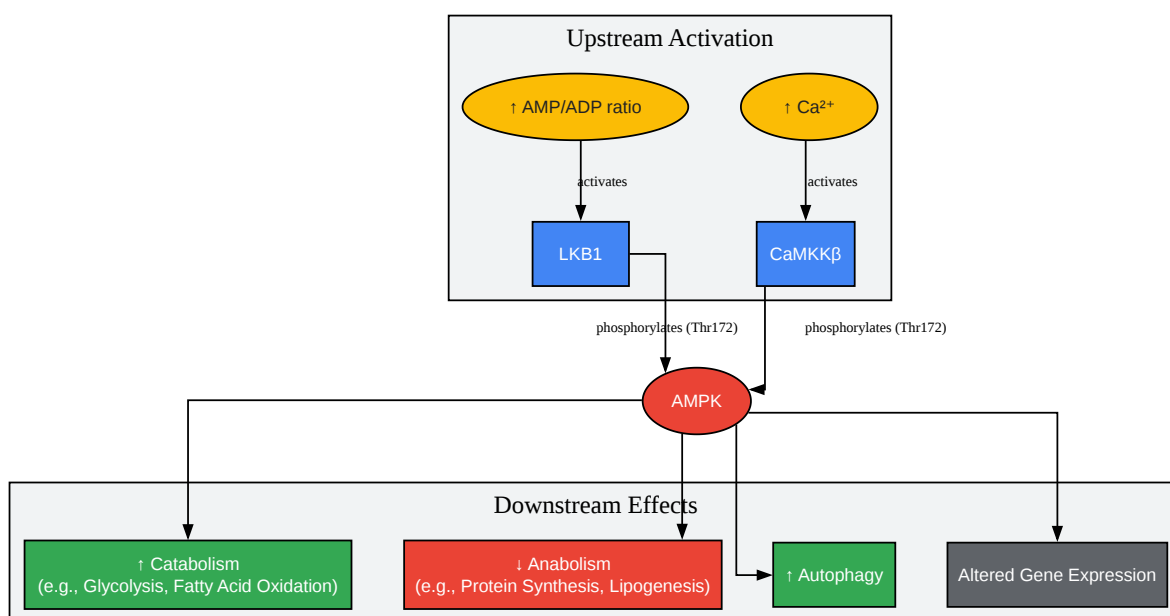 Upstream Activation
↑ AMP/ADP ratio
↑ Ca²⁺
activates
activates
LKB1
CaMKKβ
phosphorylates (Thr172)
phosphorylates (Thr172)
AMPK
Downstream Effects
↑ Catabolism
(e.g., Glycolysis, Fatty Acid Oxidation)
↓ Anabolism
(e.g., Protein Synthesis, Lipogenesis)
↑ Autophagy
Altered Gene Expression